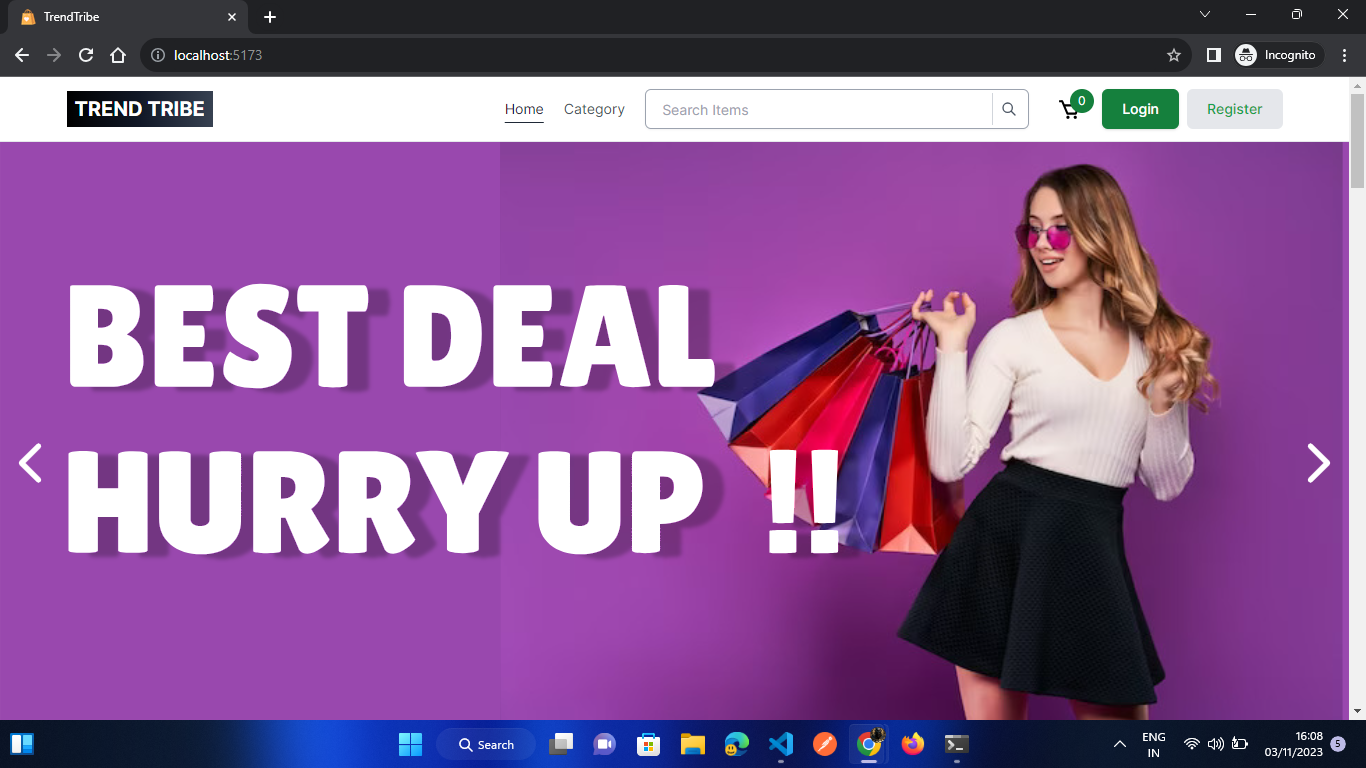 TrendTribe
localhost:5173
Incognito
TREND TRIBE
Home
Category
Search Items
0
Login
Register
BEST DEAL
HURRY UP !!
Search
ENG
IN
16:08
03/11/2023
5